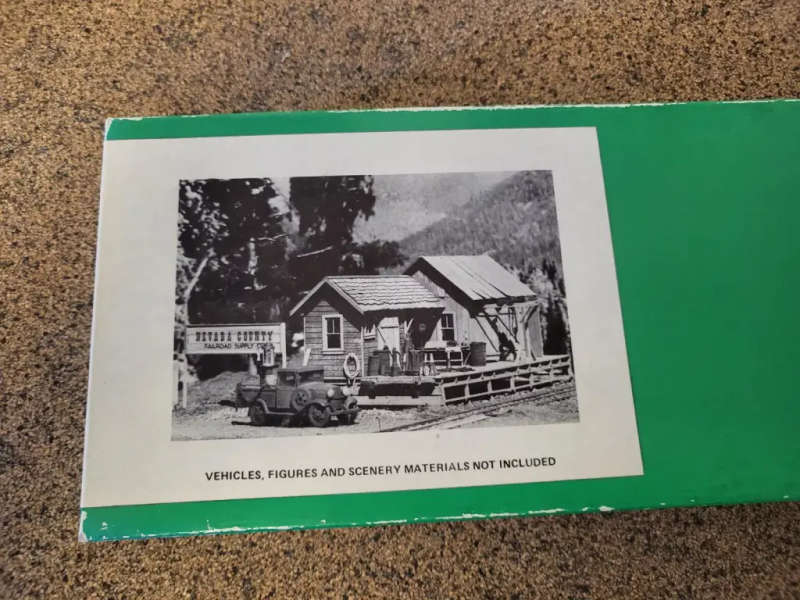 NEVADA COUNTY
RAILROAD SUPPLY CO.
VEHICLES, FIGURES AND SCENERY MATERIALS NOT INCLUDED